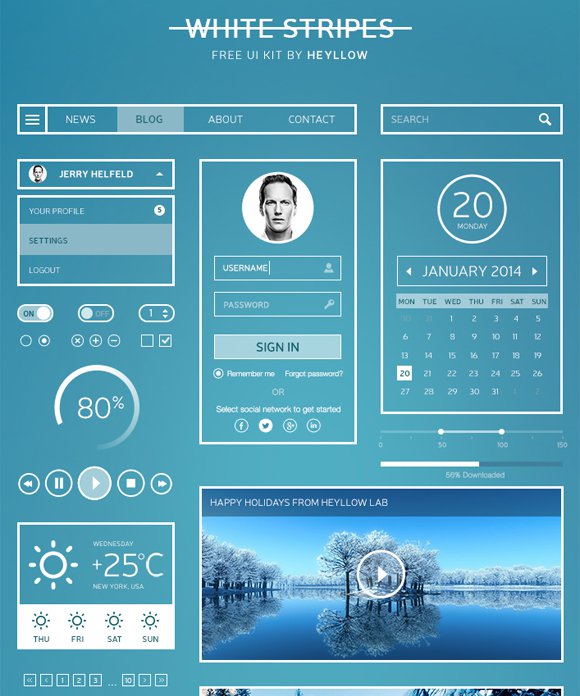 WHITE STRIPES
FREE UI KIT BY HEYLLOW
NEWS BLOG ABOUT CONTACT
SEARCH
JERRY HELFELD
YOUR PROFILE 5
SETTINGS
LOGOUT
ON OFF 1
80%
WEDNESDAY
+25°C
NEW YORK, USA
THU FRI SAT SUN
<< < 1 2 3 ... 10 > >>
USERNAME
PASSWORD
SIGN IN
Remember me Forgot password?
OR
Select social network to get started
20
MONDAY
JANUARY 2014
MON TUE WED THU FRI SAT SUN
30 31 1 2 3 4 5
6 7 8 9 10 11 12
13 14 15 16 17 18 19
20 21 22 23 24 25 26
27 28 29 30 31 1 2
0 50 100 150
56% Downloaded
HAPPY HOLIDAYS FROM HEYLLOW LAB